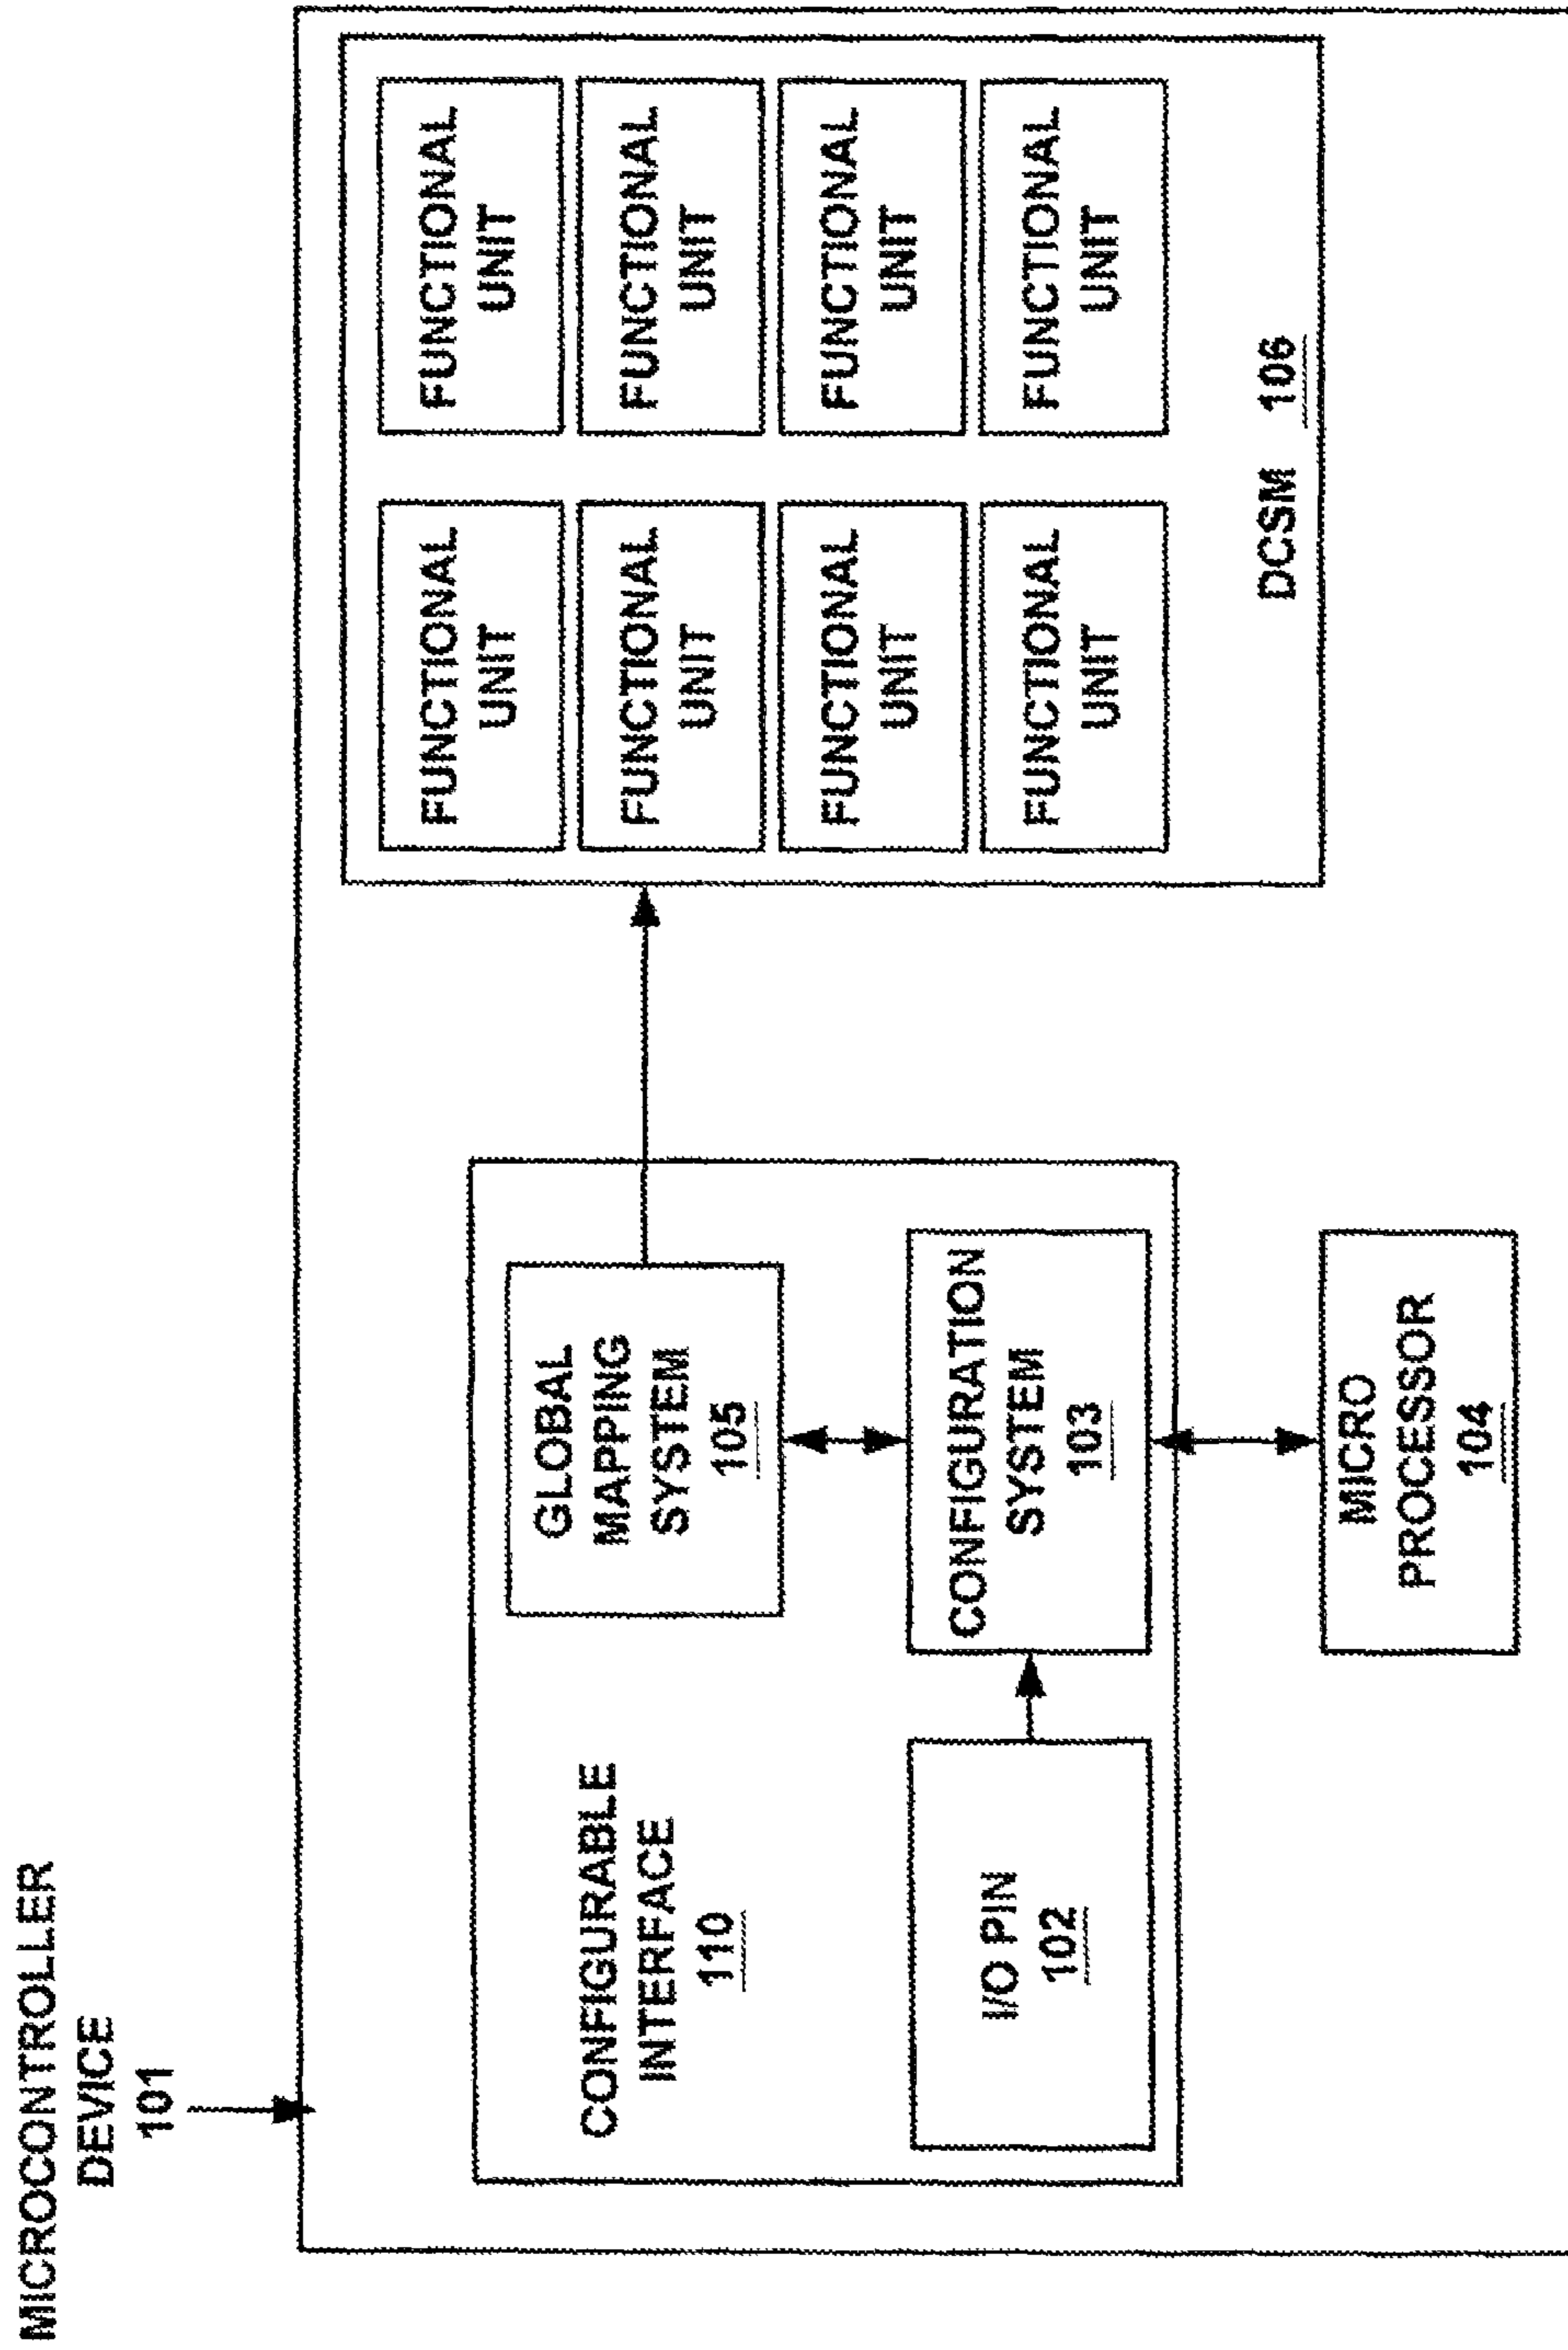 MICROCONTROLLER
DEVICE
101
CONFIGURABLE
INTERFACE
110
GLOBAL
MAPPING
SYSTEM
105
I/O PIN
102
CONFIGURATION
SYSTEM
103
MICRO
PROCESSOR
104
FUNCTIONAL
UNIT
FUNCTIONAL
UNIT
FUNCTIONAL
UNIT
FUNCTIONAL
UNIT
FUNCTIONAL
UNIT
FUNCTIONAL
UNIT
FUNCTIONAL
UNIT
FUNCTIONAL
UNIT
DCSM 106